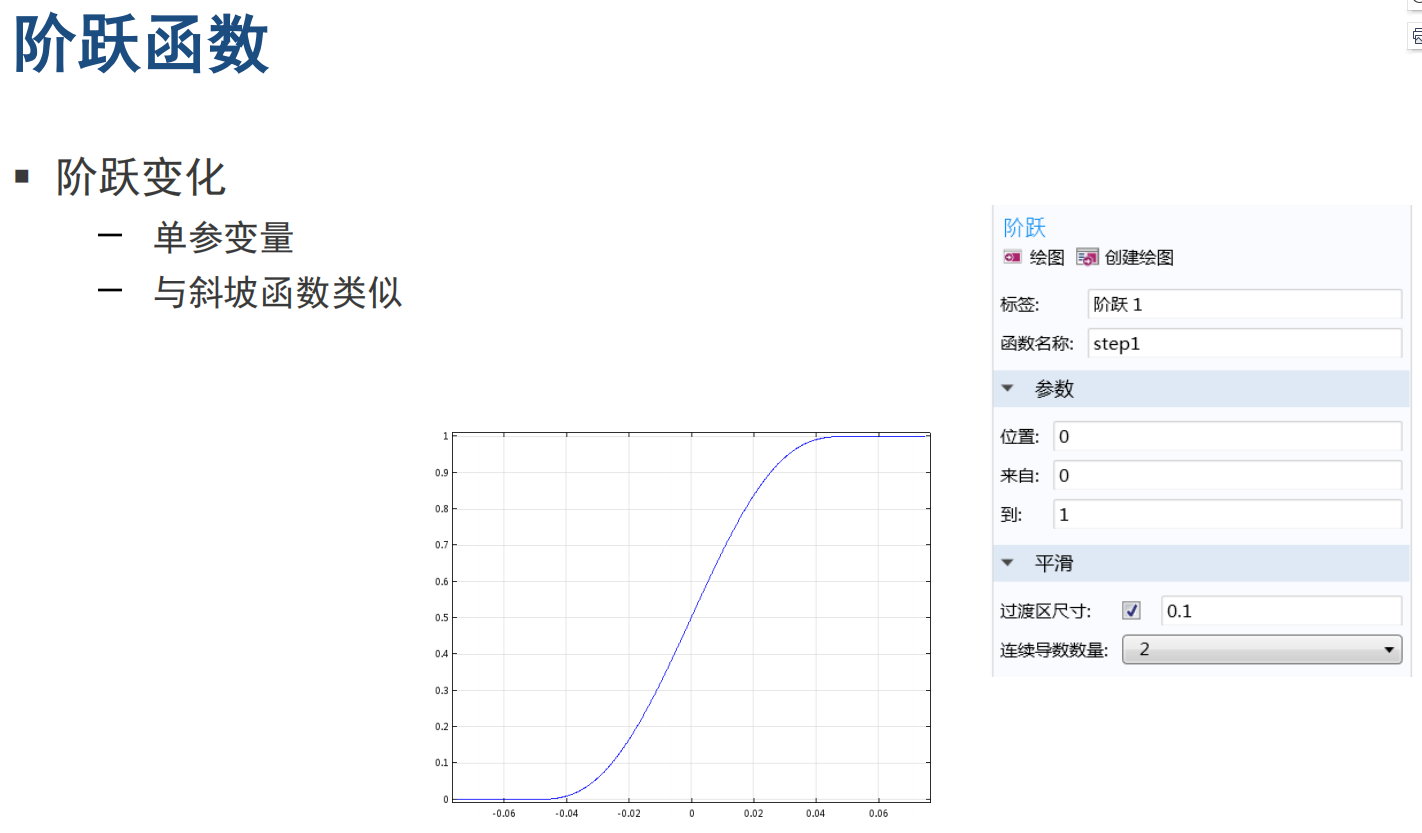 阶跃函数
▪ 阶跃变化
– 单参变量
– 与斜坡函数类似
阶跃
绘图 创建绘图
标签: 阶跃 1
函数名称: step1
参数
位置: 0
来自: 0
到: 1
平滑
过渡区尺寸: 0.1
连续导数数量: 2
1
0.9
0.8
0.7
0.6
0.5
0.4
0.3
0.2
0.1
0
-0.06 -0.04 -0.02 0 0.02 0.04 0.06